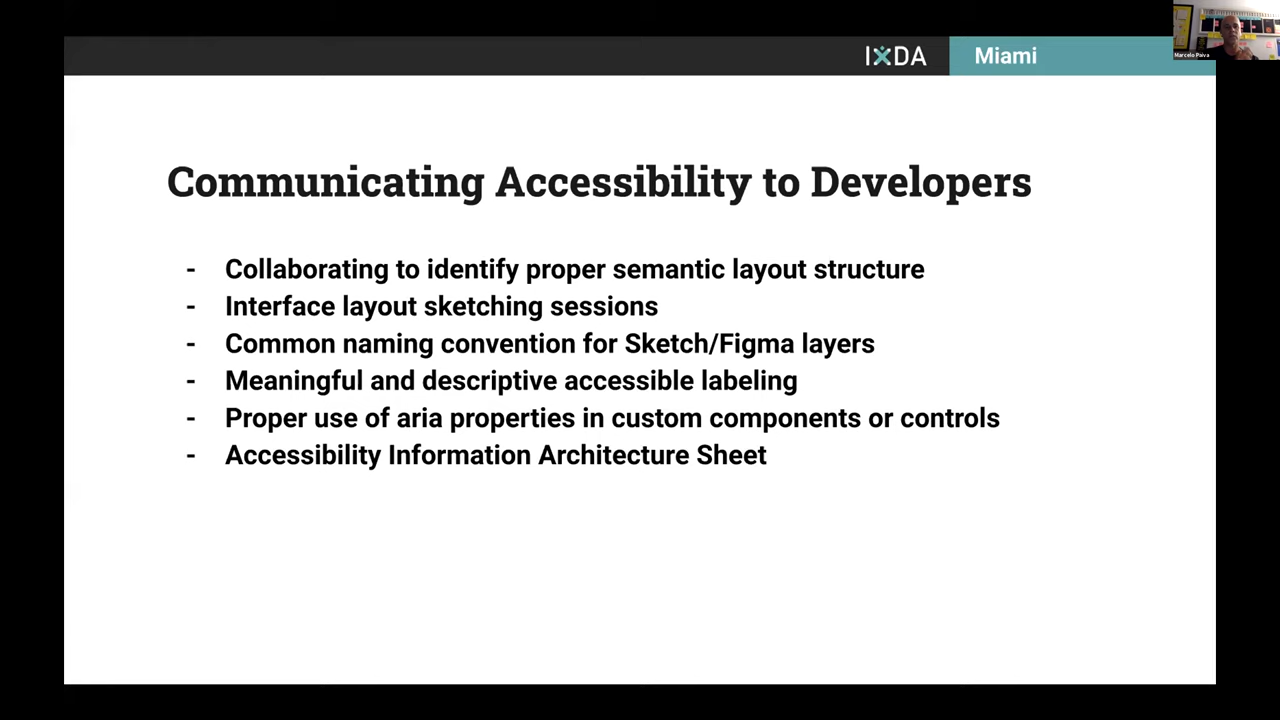 IXDA
Miami
Marcelo Paiva
Communicating Accessibility to Developers
- Collaborating to identify proper semantic layout structure
- Interface layout sketching sessions
- Common naming convention for Sketch/Figma layers
- Meaningful and descriptive accessible labeling
- Proper use of aria properties in custom components or controls
- Accessibility Information Architecture Sheet